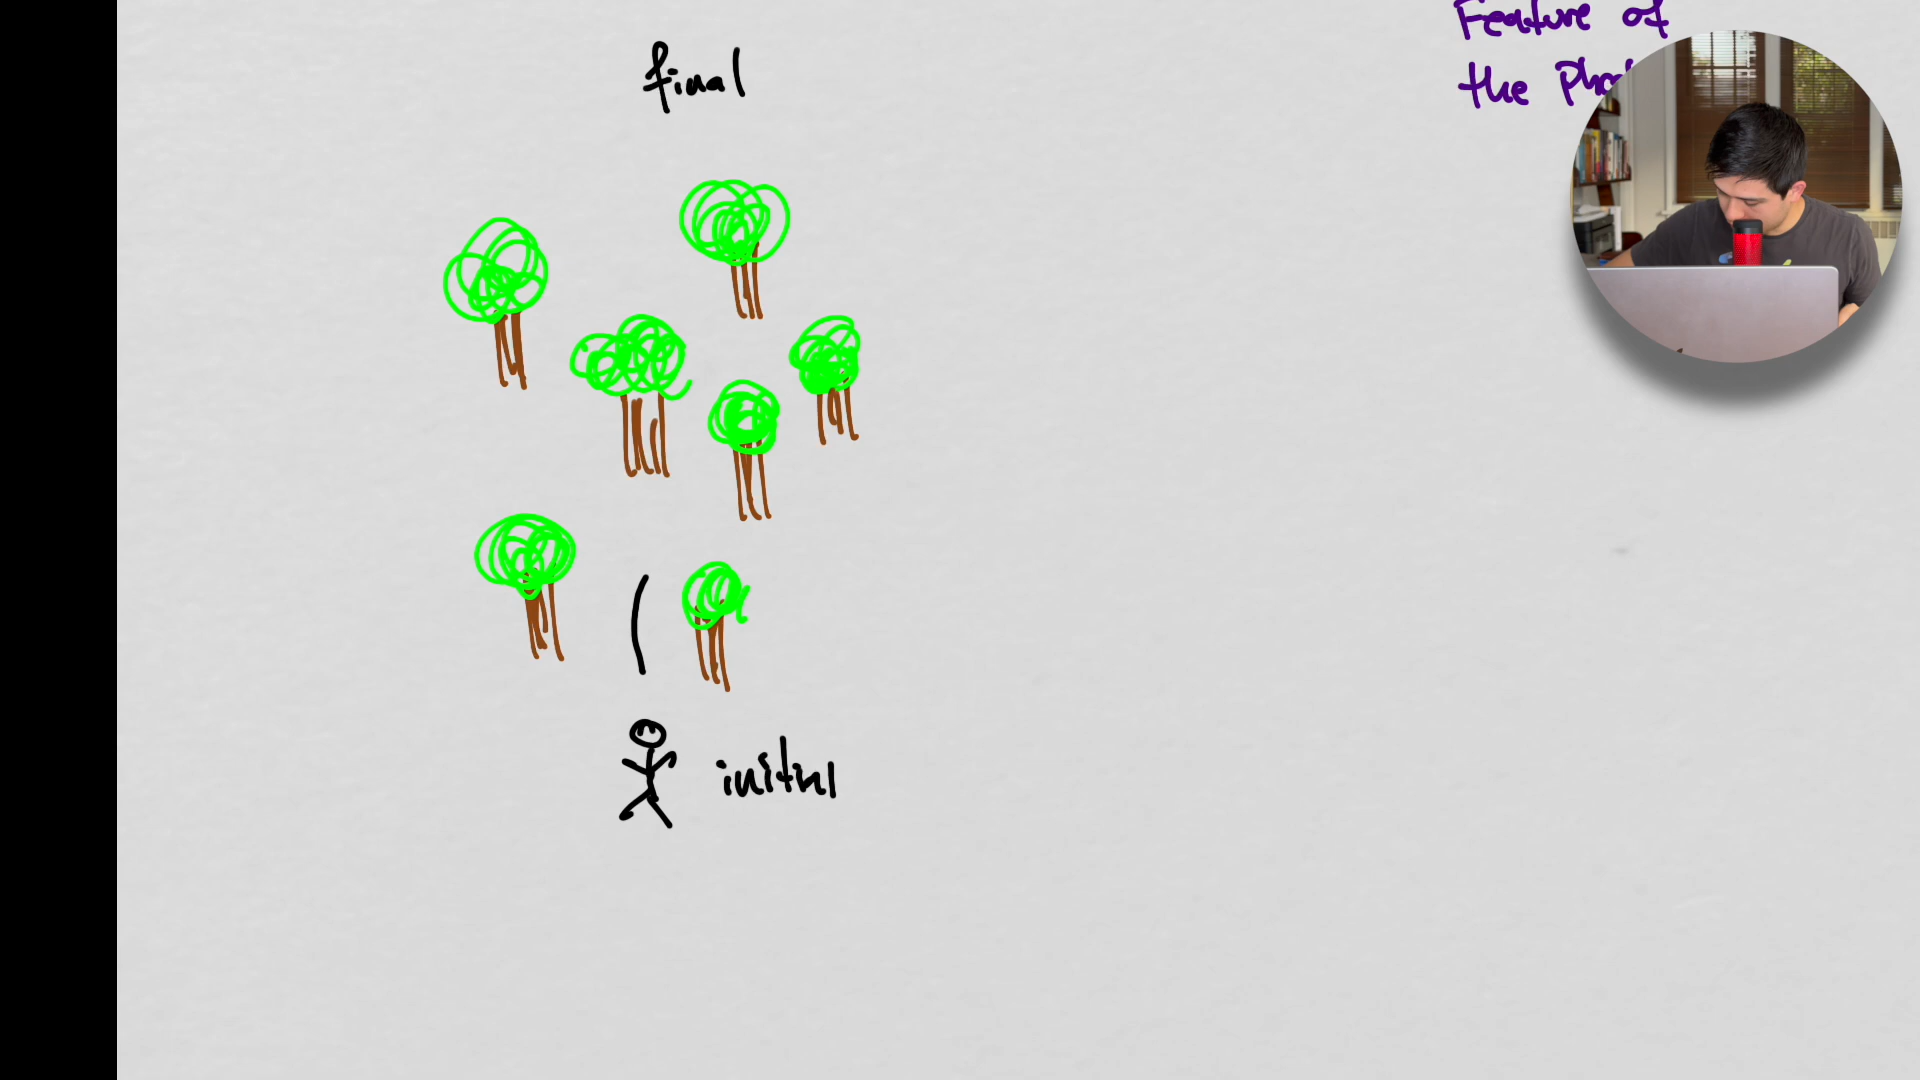 final
Feature of
the
initial